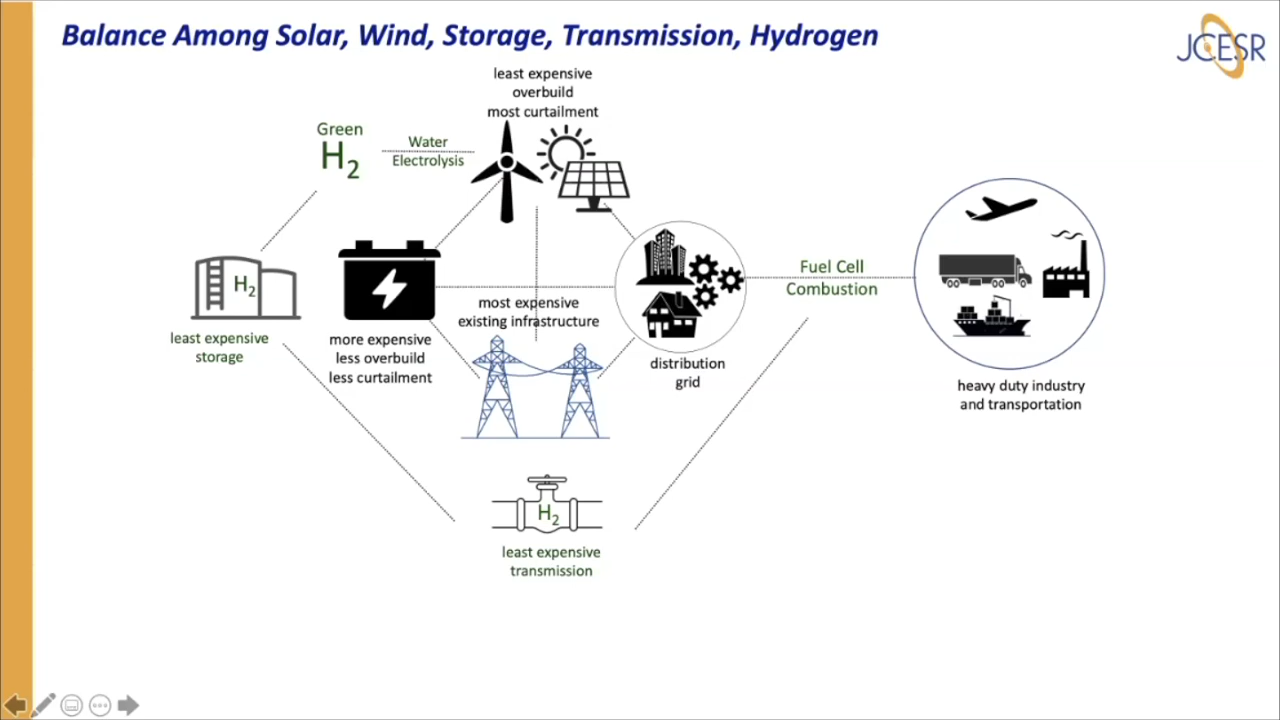 Balance Among Solar, Wind, Storage, Transmission, Hydrogen
JCESR
least expensive
overbuild
most curtailment
Green
H2
Water
Electrolysis
H2
least expensive
storage
more expensive
less overbuild
less curtailment
most expensive
existing infrastructure
distribution
grid
Fuel Cell
Combustion
heavy duty industry
and transportation
H2
least expensive
transmission